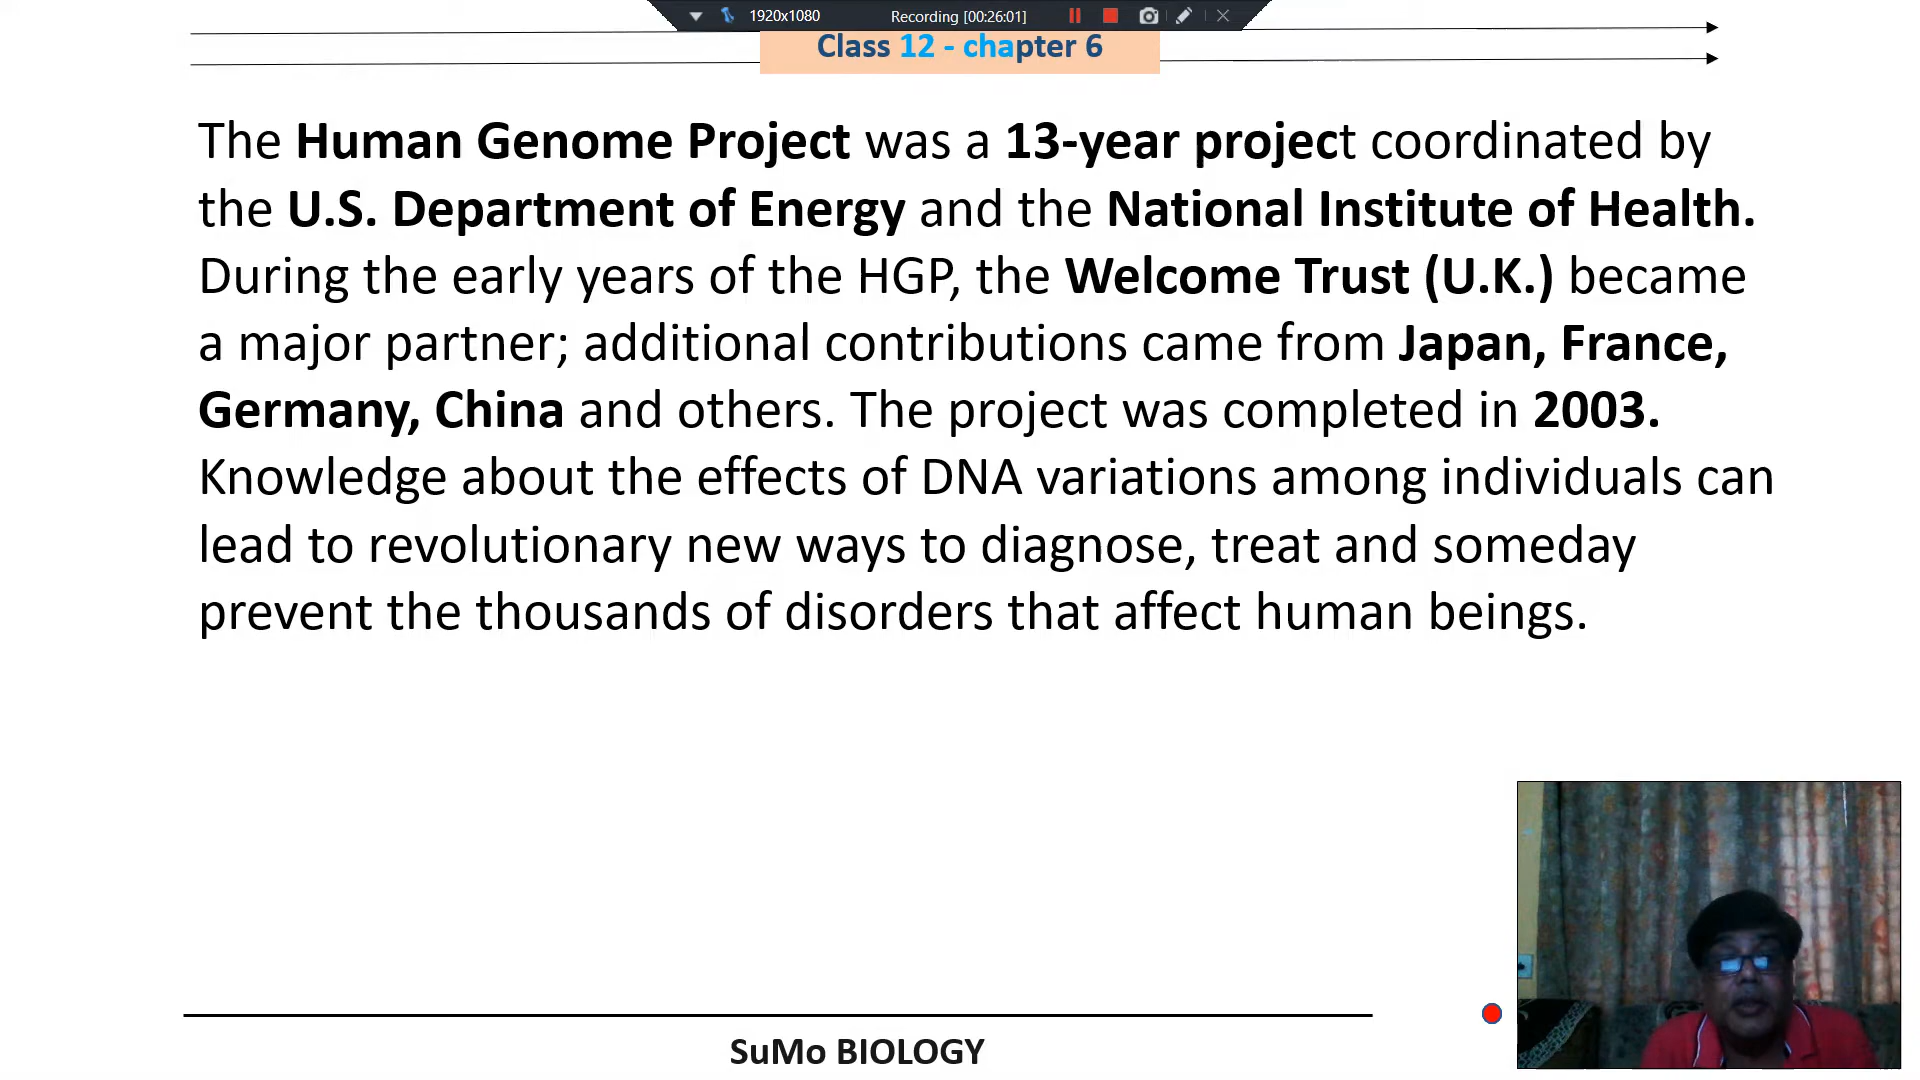 1920x1080 Recording [00:26:01]
Class 12 - chapter 6
The Human Genome Project was a 13-year project coordinated by
the U.S. Department of Energy and the National Institute of Health.
During the early years of the HGP, the Welcome Trust (U.K.) became
a major partner; additional contributions came from Japan, France,
Germany, China and others. The project was completed in 2003.
Knowledge about the effects of DNA variations among individuals can
lead to revolutionary new ways to diagnose, treat and someday
prevent the thousands of disorders that affect human beings.
SuMo BIOLOGY